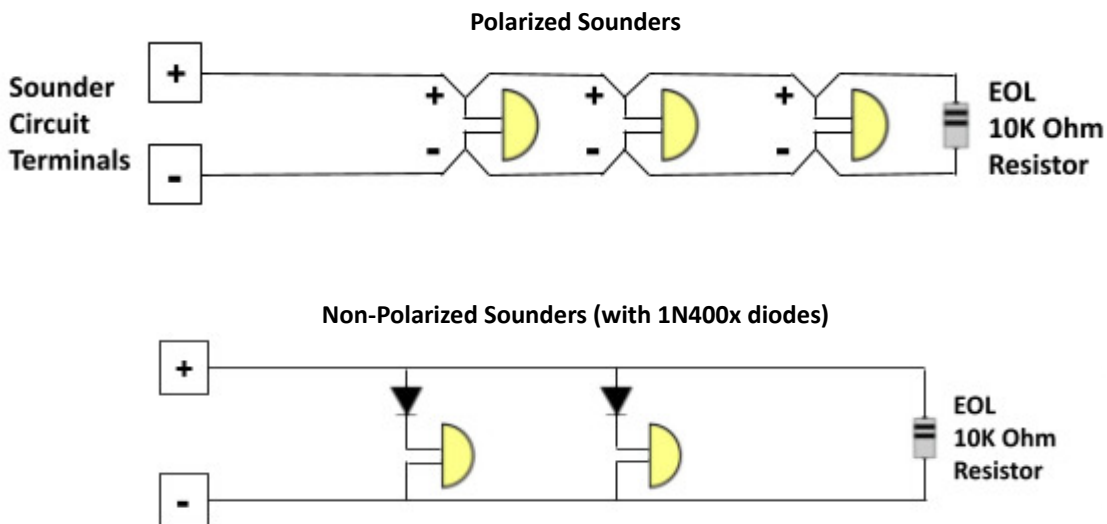 Polarized Sounders
+
Sounder
Circuit
Terminals
-
+
-
+
-
+
-
EOL
10K Ohm
Resistor
Non-Polarized Sounders (with 1N400x diodes)
+
-
EOL
10K Ohm
Resistor